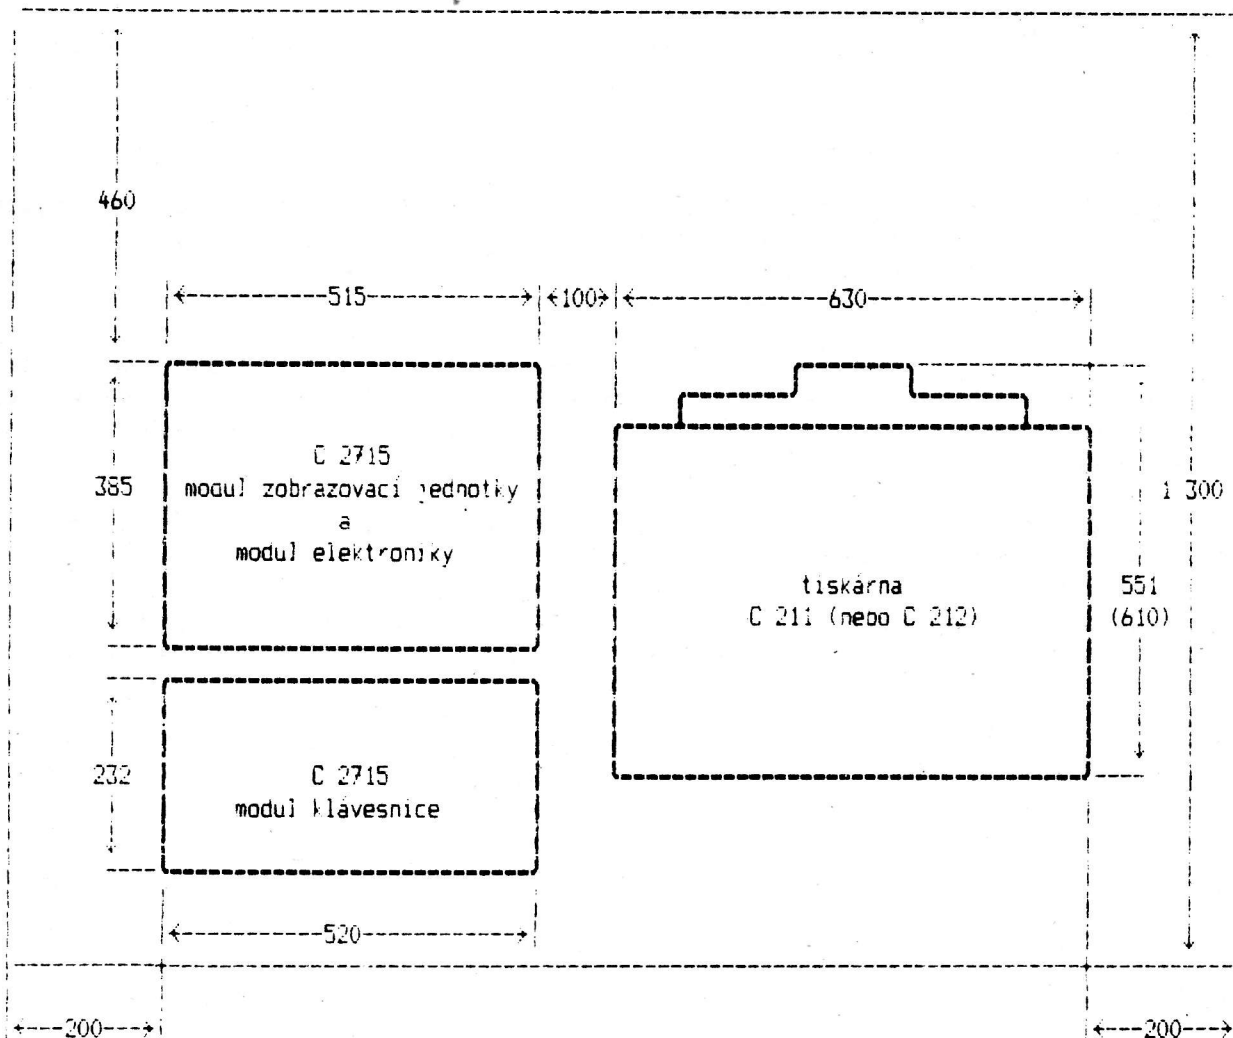 460
515
100
630
C 2715
modul zobrazovací jednotky
a
modul elektroniky
385
1 300
tiskárna
C 211 (nebo C 212)
551
(610)
232
C 2715
modul klávesnice
520
200
200